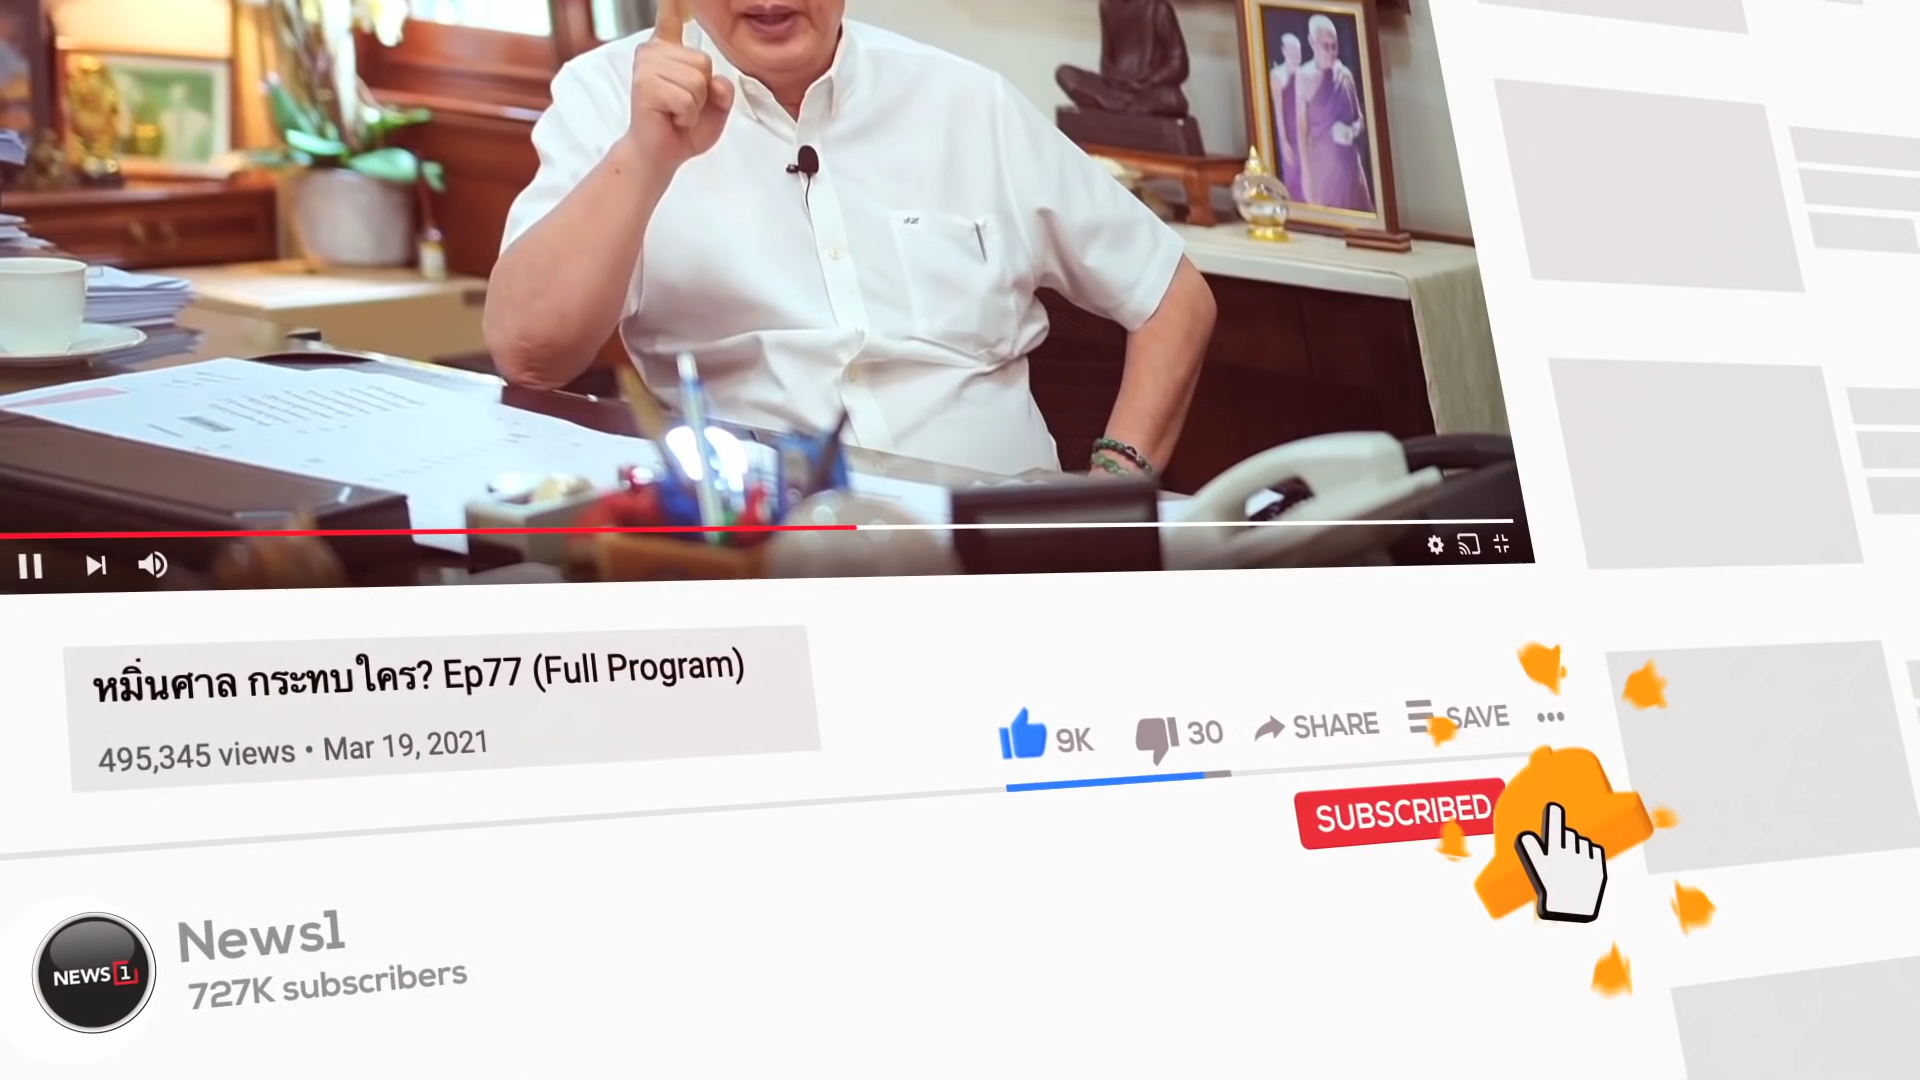 หมิ่นศาล กระทบใคร? Ep77 (Full Program)
495,345 views • Mar 19, 2021
9K
30
SHARE
SAVE
SUBSCRIBED
NEWS 1
News1
727K subscribers